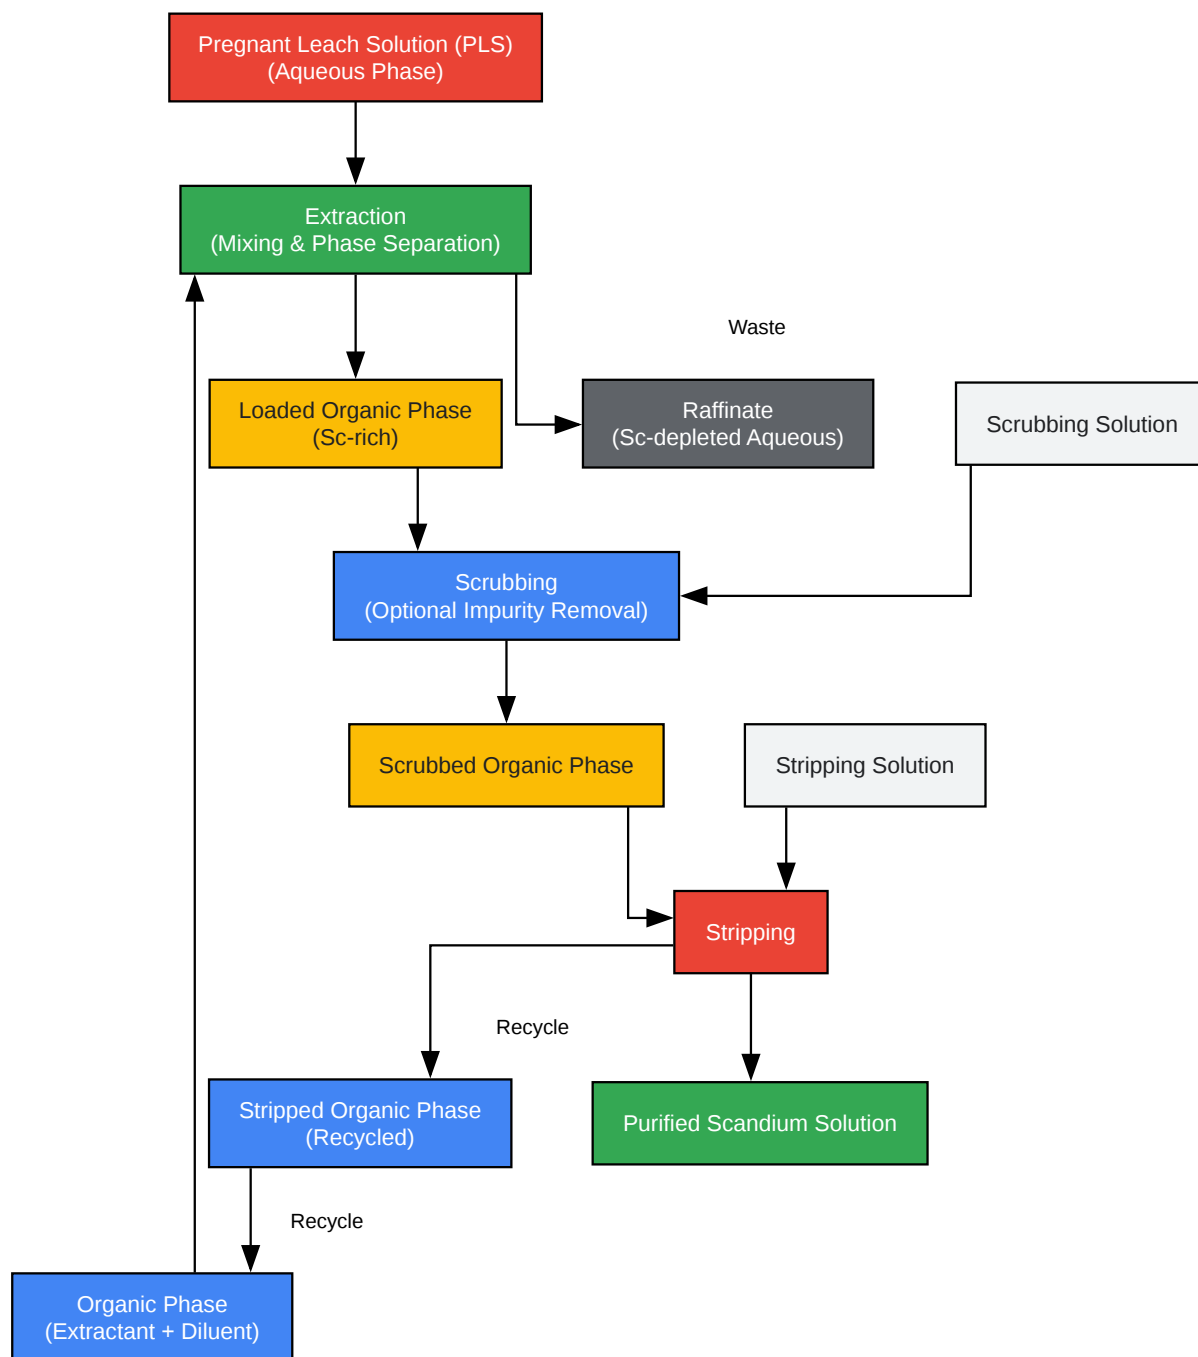 Pregnant Leach Solution (PLS)
(Aqueous Phase)
Extraction
(Mixing & Phase Separation)
Waste
Loaded Organic Phase
(Sc-rich)
Raffinate
(Sc-depleted Aqueous)
Scrubbing Solution
Scrubbing
(Optional Impurity Removal)
Scrubbed Organic Phase
Stripping Solution
Stripping
Recycle
Stripped Organic Phase
(Recycled)
Purified Scandium Solution
Recycle
Organic Phase
(Extractant + Diluent)